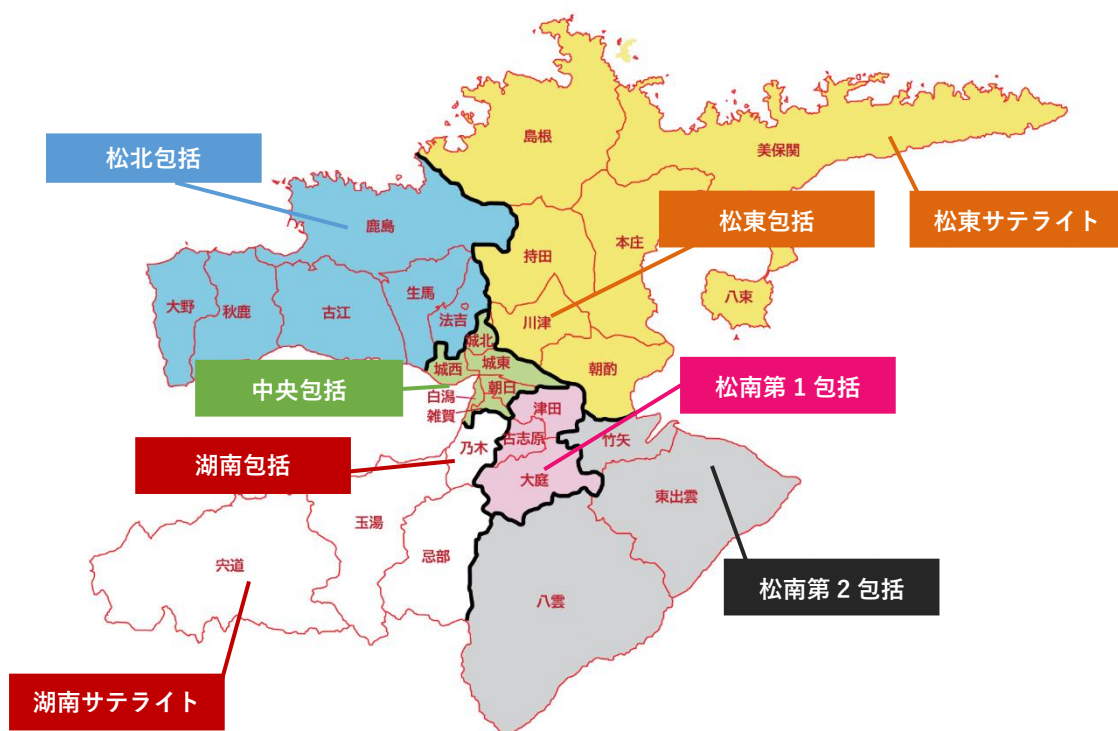 島根
美保関
松北包括
松東包括
松東サテライト
鹿島
本庄
持田
八束
生馬
大野
秋鹿
古江
法吉
川津
城北
城西
城東
朝酌
中央包括
朝日
白潟
雑賀
松南第1包括
津田
古志原
竹矢
乃木
湖南包括
大庭
東出雲
玉湯
忌部
宍道
松南第2包括
八雲
湖南サテライト